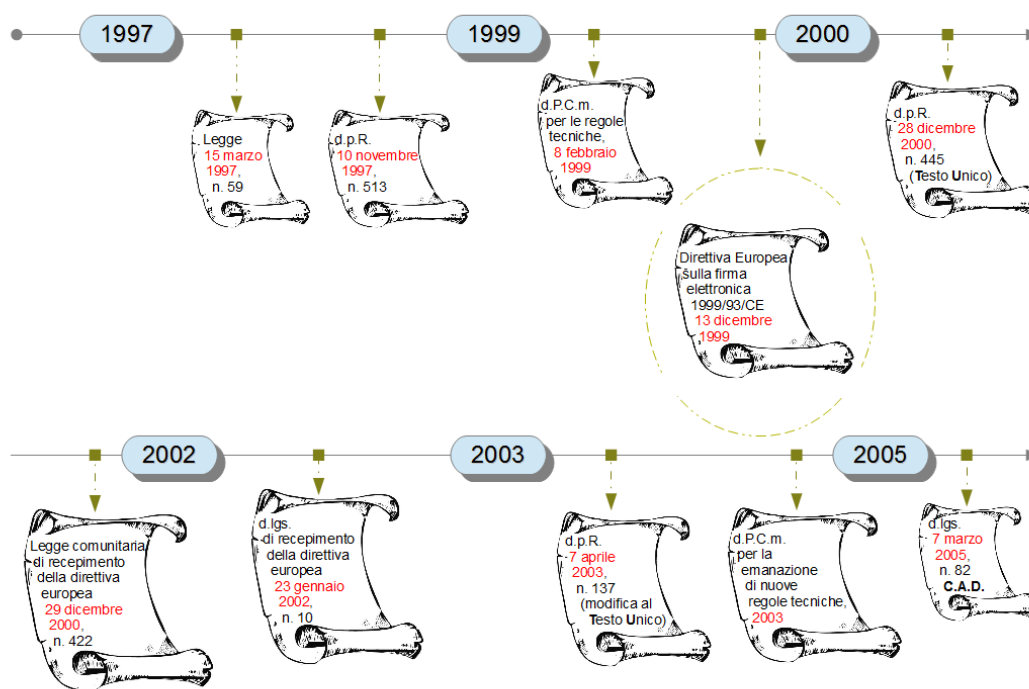 1997
1999
2000
Legge
15 marzo
1997,
n. 59
d.p.R.
10 novembre
1997,
n. 513
d.P.C.m.
per le regole
tecniche,
8 febbraio
1999
Direttiva Europea
sulla firma
elettronica
1999/93/CE
13 dicembre
1999
d.p.R.
28 dicembre
2000,
n. 445
(Testo Unico)
2002
2003
2005
Legge comunitaria
di recepimento
della direttiva
europea
29 dicembre
2000,
n. 422
d.lgs.
di recepimento
della direttiva
europea
23 gennaio
2002,
n. 10
d.p.R.
7 aprile
2003,
n. 137
(modifica al
Testo Unico)
d.P.C.m.
per la
emanazione
di nuove
regole tecniche,
2003
d.lgs.
7 marzo
2005,
n. 82
C.A.D.